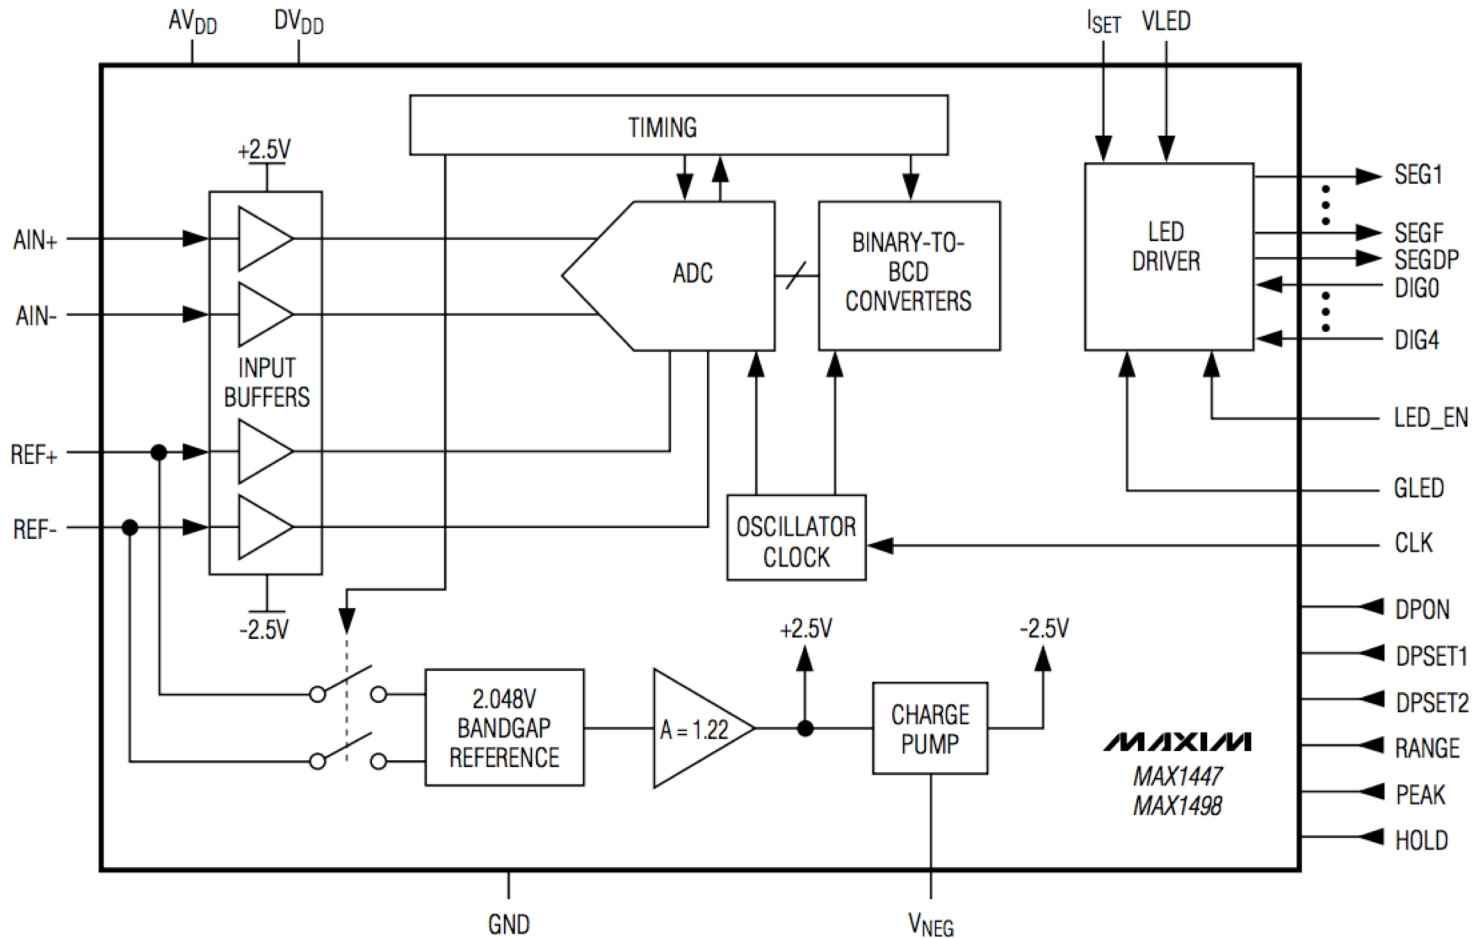 AVDD
DVDD
ISET
VLED
TIMING
+2.5V
AIN+
AIN-
INPUT
BUFFERS
REF+
REF-
-2.5V
ADC
BINARY-TO-
BCD
CONVERTERS
LED
DRIVER
SEG1
SEGF
SEGDP
DIG0
DIG4
LED_EN
GLED
CLK
OSCILLATOR
CLOCK
DPON
DPSET1
DPSET2
RANGE
PEAK
HOLD
2.048V
BANDGAP
REFERENCE
A = 1.22
+2.5V
CHARGE
PUMP
-2.5V
MAXIM
MAX1447
MAX1498
GND
VNEG